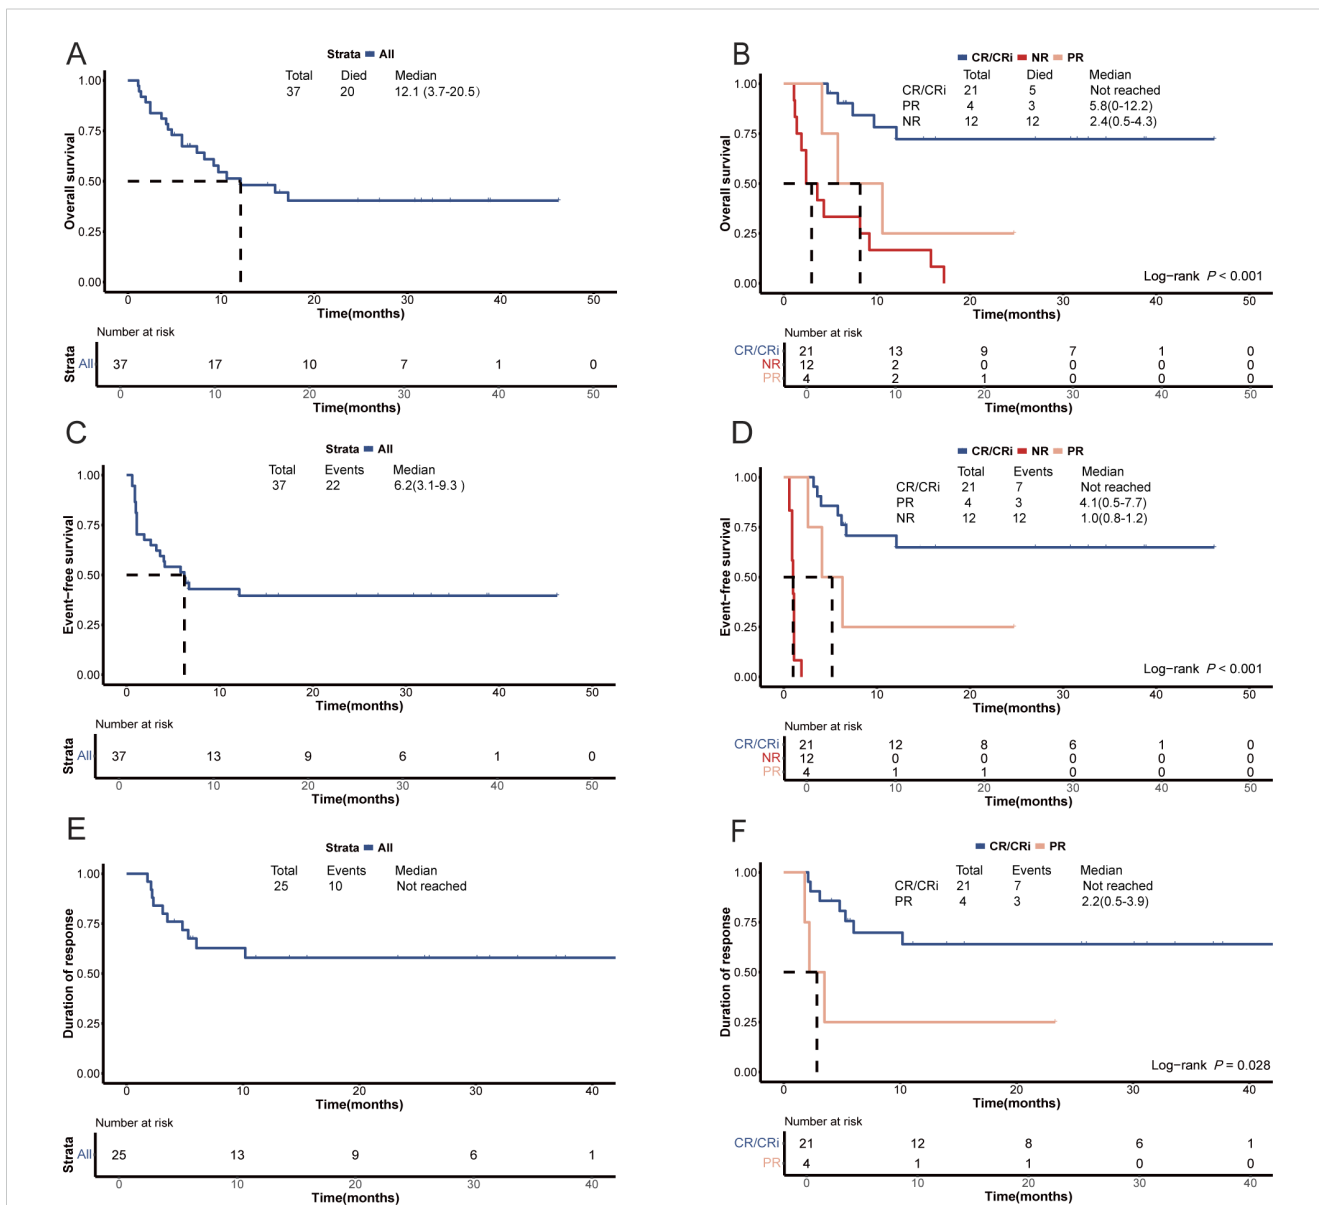 A
Strata All
Total Died Median
37 20 12.1 (3.7-20.5)
1.00
0.75
0.50
0.25
0.00
Overall survival
0 10 20 30 40 50
Time(months)
Number at risk
Strata
All 37 17 10 7 1 0
0 10 20 30 40 50
Time(months)
B
CR/CRi NR PR
Total Died Median
CR/CRi 21 5 Not reached
PR 4 3 5.8(0-12.2)
NR 12 12 2.4(0.5-4.3)
1.00
0.75
0.50
0.25
0.00
Overall survival
Log-rank P < 0.001
0 10 20 30 40 50
Time(months)
Number at risk
CR/CRi 21 13 9 7 1 0
NR 12 2 0 0 0 0
PR 4 2 1 0 0 0
0 10 20 30 40 50
Time(months)
C
Strata All
Total Events Median
37 22 6.2(3.1-9.3 )
1.00
0.75
0.50
0.25
0.00
Event-free survival
0 10 20 30 40 50
Time(months)
Number at risk
Strata
All 37 13 9 6 1 0
0 10 20 30 40 50
Time(months)
D
CR/CRi NR PR
Total Events Median
CR/CRi 21 7 Not reached
PR 4 3 4.1(0.5-7.7)
NR 12 12 1.0(0.8-1.2)
1.00
0.75
0.50
0.25
0.00
Event-free survival
Log-rank P < 0.001
0 10 20 30 40 50
Time(months)
Number at risk
CR/CRi 21 12 8 6 1 0
NR 12 0 0 0 0 0
PR 4 1 1 0 0 0
0 10 20 30 40 50
Time(months)
E
Strata All
Total Events Median
25 10 Not reached
1.00
0.75
0.50
0.25
0.00
Duration of response
0 10 20 30 40
Time(months)
Number at risk
Strata
All 25 13 9 6 1
0 10 20 30 40
Time(months)
F
CR/CRi PR
Total Events Median
CR/CRi 21 7 Not reached
PR 4 3 2.2(0.5-3.9)
1.00
0.75
0.50
0.25
0.00
Duration of response
Log-rank P = 0.028
0 10 20 30 40
Time(months)
Number at risk
CR/CRi 21 12 8 6 1
PR 4 1 1 0 0
0 10 20 30 40
Time(months)